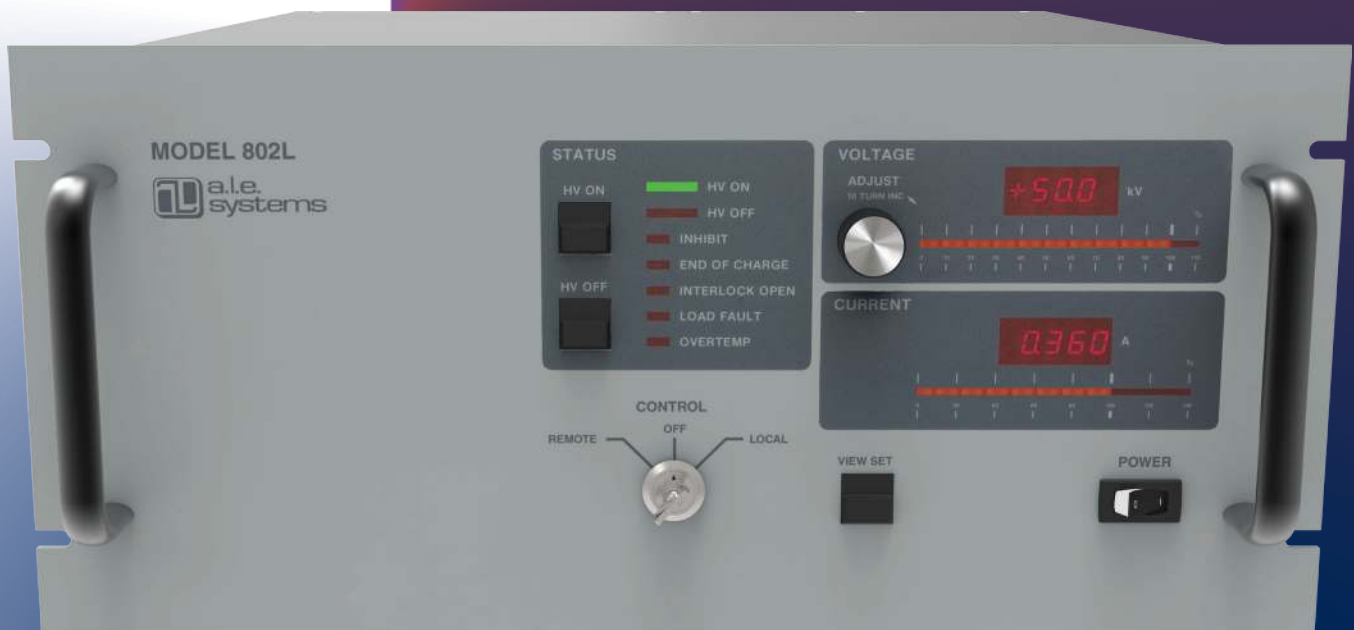 MODEL 802L
a.l.e.
systems
STATUS
HV ON
HV OFF
HV ON
HV OFF
INHIBIT
END OF CHARGE
INTERLOCK OPEN
LOAD FAULT
OVERTEMP
VOLTAGE
ADJUST
10 TURN INC
+50.0 kV
%
CURRENT
0.360 A
%
CONTROL
REMOTE
OFF
LOCAL
VIEW SET
POWER